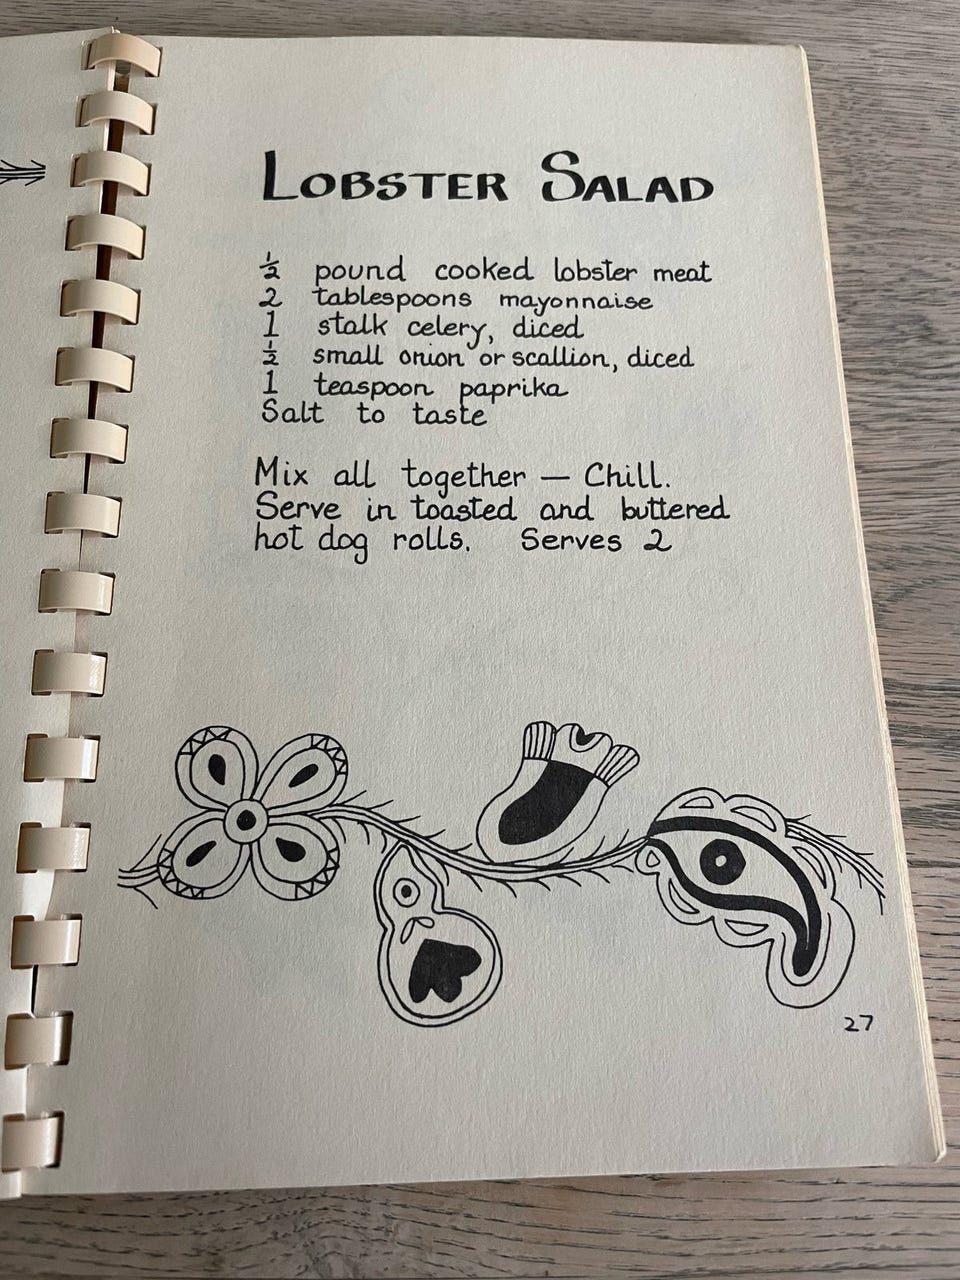 LOBSTER SALAD
½ pound cooked lobster meat
2 tablespoons mayonnaise
1 stalk celery, diced
½ small onion or scallion, diced
1 teaspoon paprika
Salt to taste
Mix all together — Chill.
Serve in toasted and buttered
hot dog rolls. Serves 2
27